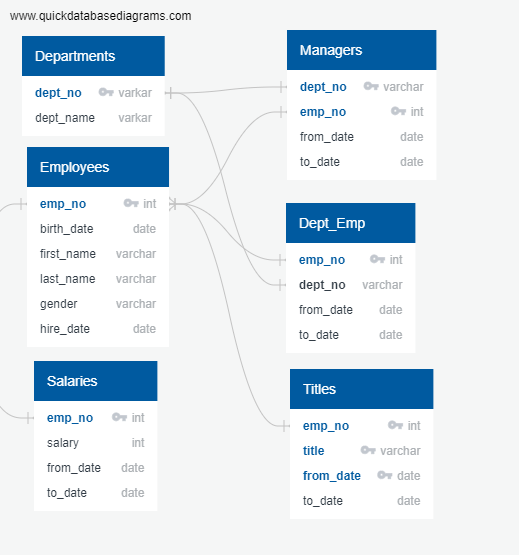 www.quickdatabasediagrams.com
Departments
dept_no varkar
dept_name varkar
Employees
emp_no int
birth_date date
first_name varchar
last_name varchar
gender varchar
hire_date date
Salaries
emp_no int
salary int
from_date date
to_date date
Managers
dept_no varchar
emp_no int
from_date date
to_date date
Dept_Emp
emp_no int
dept_no varchar
from_date date
to_date date
Titles
emp_no int
title varchar
from_date date
to_date date